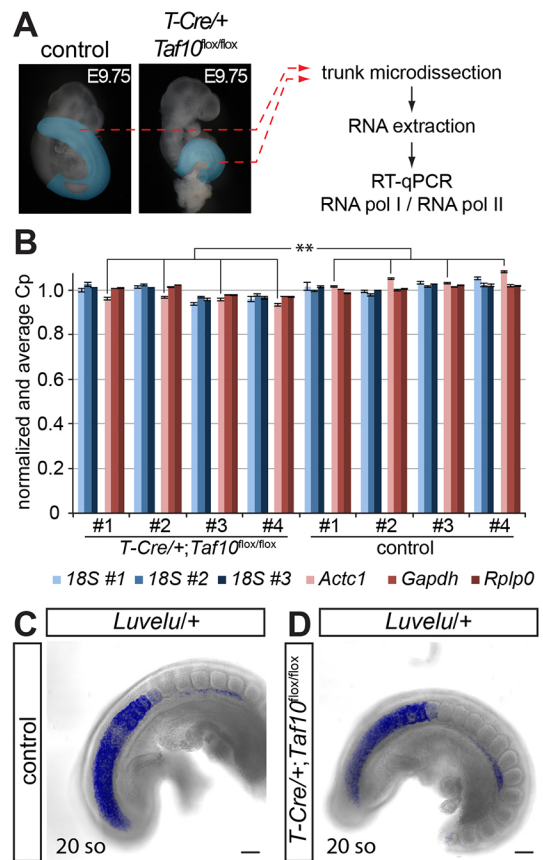 A
control
T-Cre/+
Taf10flox/flox
E9.75
E9.75
trunk microdissection
RNA extraction
RT-qPCR
RNA pol I / RNA pol II
B
**
normalized and average Cp
1.0
0.8
0.6
0.4
0.2
0
#1 #2 #3 #4 #1 #2 #3 #4
T-Cre/+;Taf10flox/flox control
18S #1 18S #2 18S #3 Actc1 Gapdh Rplp0
C
Luvelu/+
control
20 so
D
Luvelu/+
T-Cre/+;Taf10flox/flox
20 so